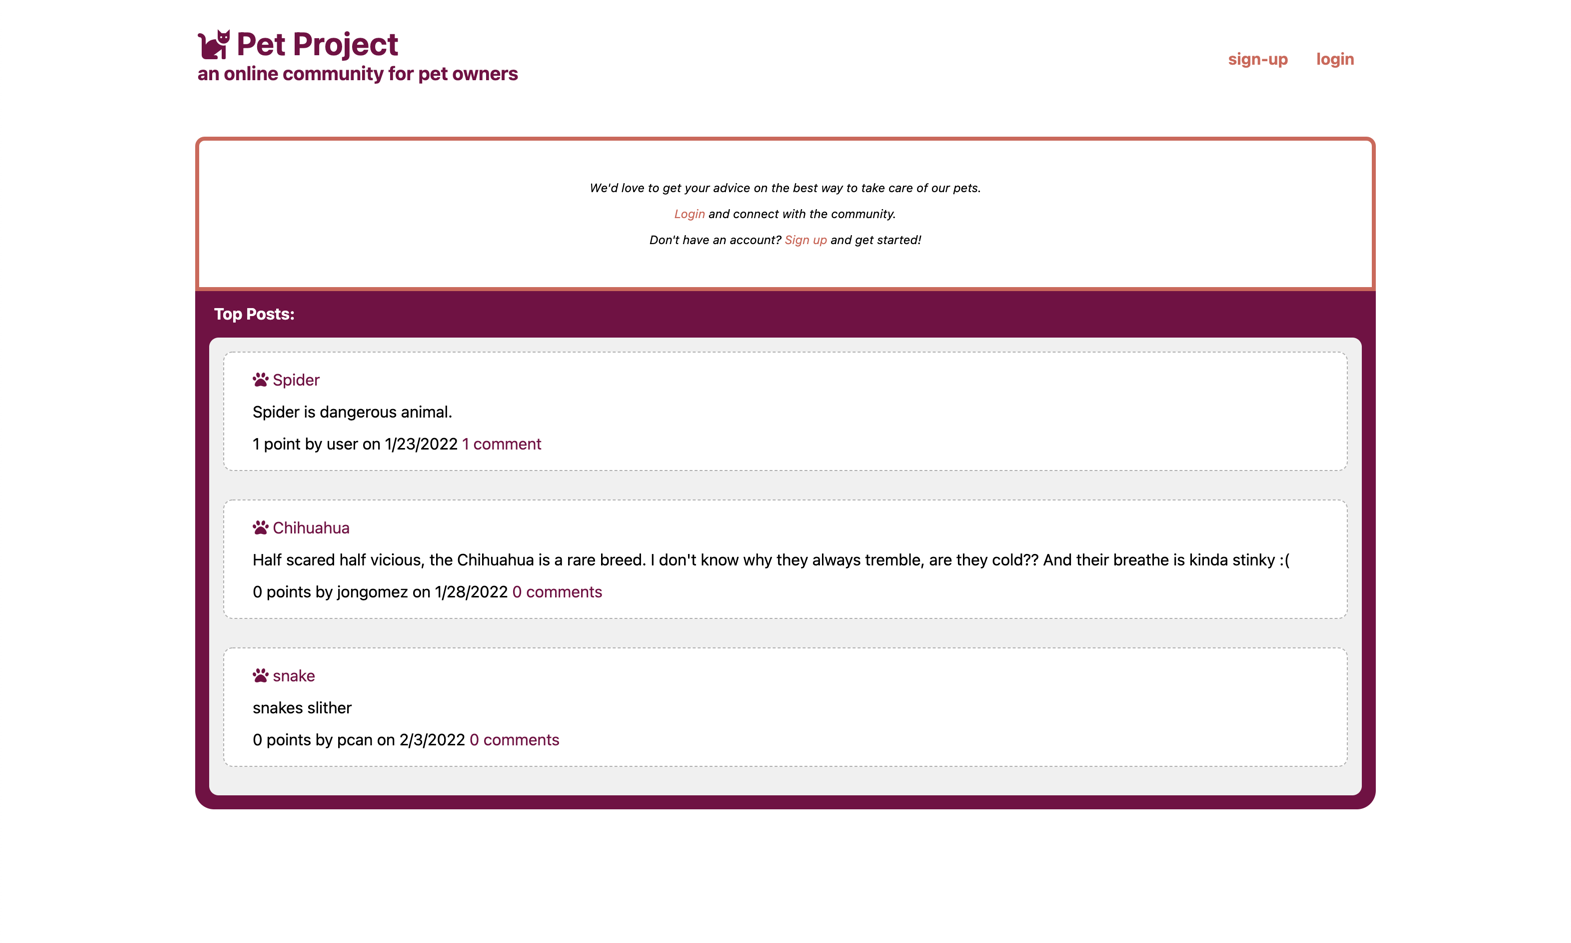 Pet Project
an online community for pet owners
sign-up login
We'd love to get your advice on the best way to take care of our pets.
Login and connect with the community.
Don't have an account? Sign up and get started!
Top Posts:
Spider
Spider is dangerous animal.
1 point by user on 1/23/2022 1 comment
Chihuahua
Half scared half vicious, the Chihuahua is a rare breed. I don't know why they always tremble, are they cold?? And their breathe is kinda stinky :(
0 points by jongomez on 1/28/2022 0 comments
snake
snakes slither
0 points by pcan on 2/3/2022 0 comments